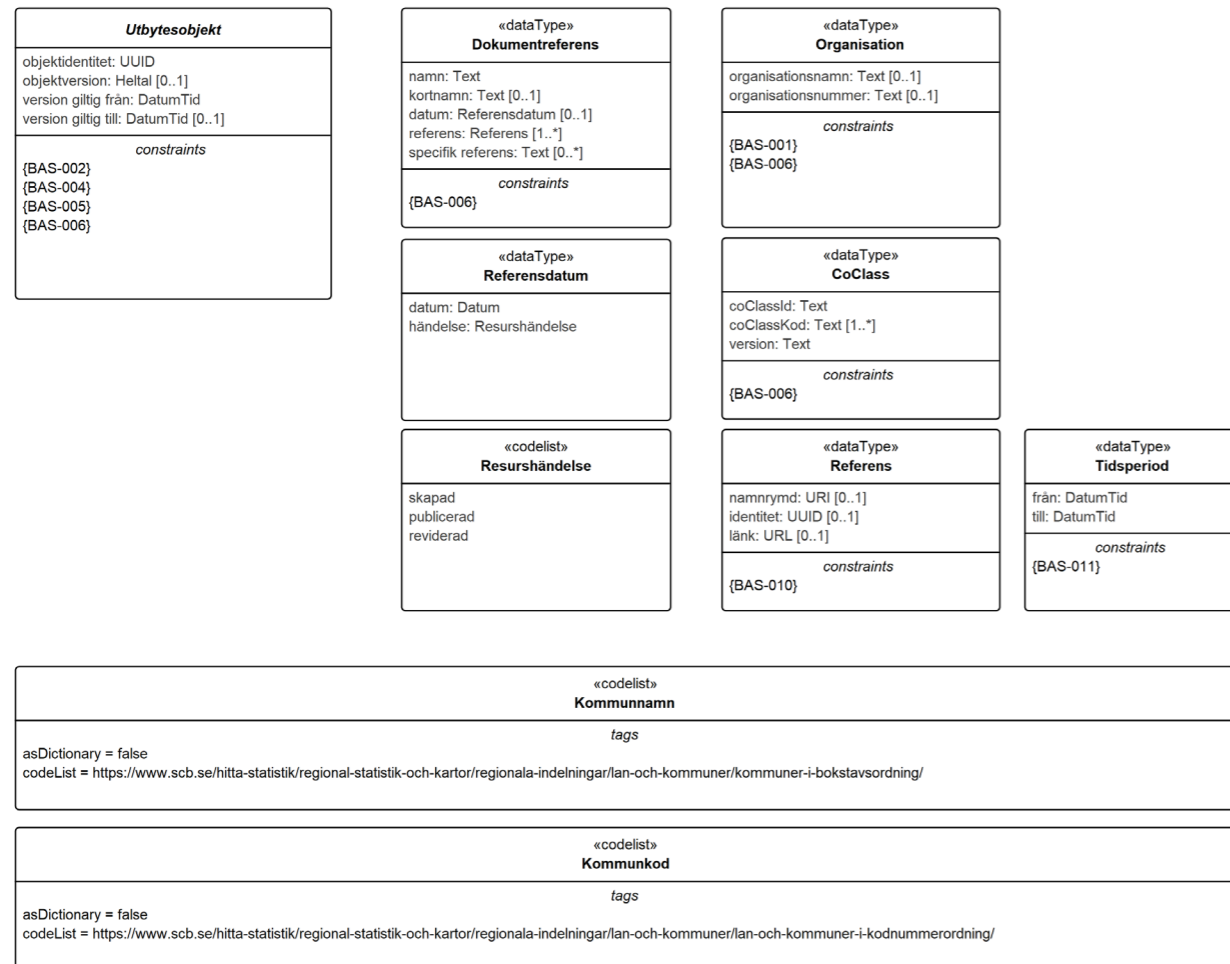 Utbytesobjekt
objektidentitet: UUID
objektversion: Heltal [0..1]
version giltig från: DatumTid
version giltig till: DatumTid [0..1]
constraints
{BAS-002}
{BAS-004}
{BAS-005}
{BAS-006}
«dataType»
Dokumentreferens
namn: Text
kortnamn: Text [0..1]
datum: Referensdatum [0..1]
referens: Referens [1..*]
specifik referens: Text [0..*]
constraints
{BAS-006}
«dataType»
Organisation
organisationsnamn: Text [0..1]
organisationsnummer: Text [0..1]
constraints
{BAS-001}
{BAS-006}
«dataType»
Referensdatum
datum: Datum
händelse: Resurshändelse
«dataType»
CoClass
coClassId: Text
coClassKod: Text [1..*]
version: Text
constraints
{BAS-006}
«codelist»
Resurshändelse
skapad
publicerad
reviderad
«dataType»
Referens
namnrymd: URI [0..1]
identitet: UUID [0..1]
länk: URL [0..1]
constraints
{BAS-010}
«dataType»
Tidsperiod
från: DatumTid
till: DatumTid
constraints
{BAS-011}
«codelist»
Kommunnamn
tags
asDictionary = false
codeList = https://www.scb.se/hitta-statistik/regional-statistik-och-kartor/regionala-indelningar/lan-och-kommuner/kommuner-i-bokstavsordning/
«codelist»
Kommunkod
tags
asDictionary = false
codeList = https://www.scb.se/hitta-statistik/regional-statistik-och-kartor/regionala-indelningar/lan-och-kommuner/lan-och-kommuner-i-kodnummerordning/